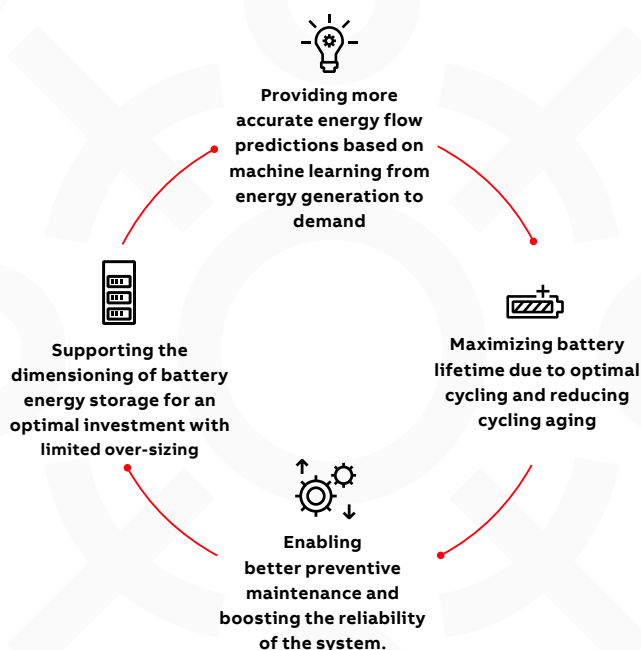 Providing more
accurate energy flow
predictions based on
machine learning from
energy generation to
demand
Maximizing battery
lifetime due to optimal
cycling and reducing
cycling aging
Enabling
better preventive
maintenance and
boosting the reliability
of the system.
Supporting the
dimensioning of battery
energy storage for an
optimal investment with
limited over-sizing